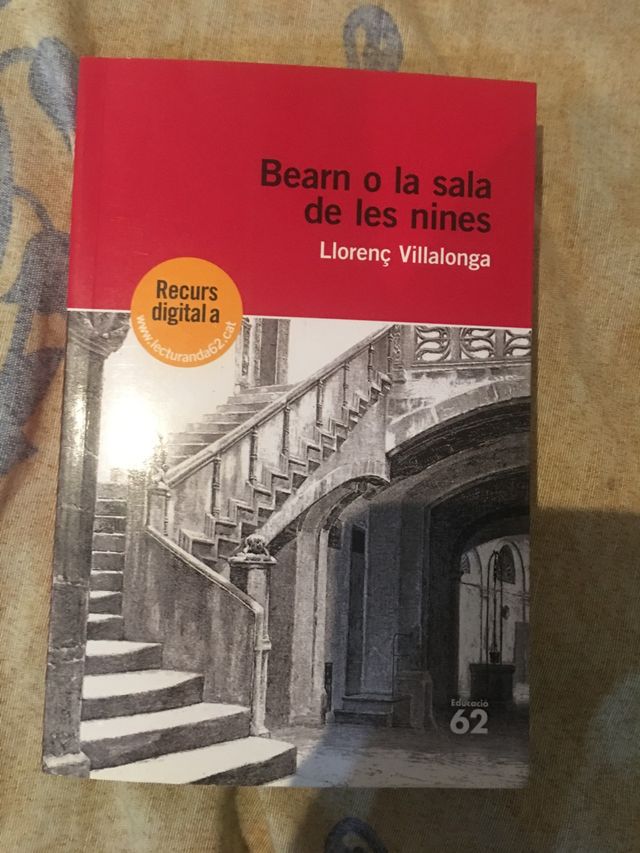 Bearn o la sala
de les nines
Llorenç Villalonga
Recurs
digital a
www.lecturanda62.cat
Educació
62